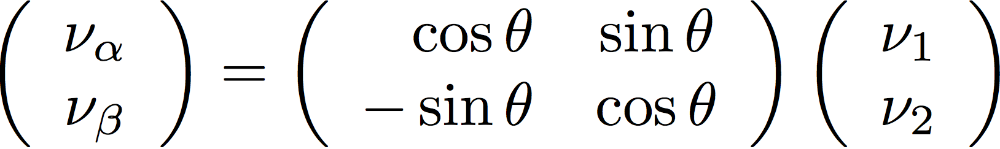 ( ν_α ) = ( cos θ sin θ ) ( ν_1 )
( ν_β ) ( − sin θ cos θ ) ( ν_2 )